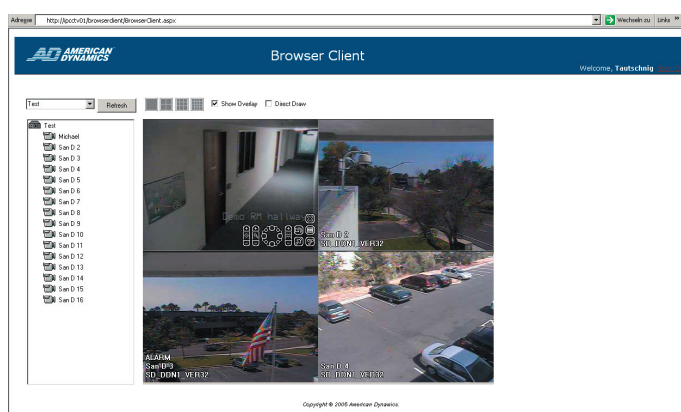 Adresse http://ipcctv01/browserclient/BrowserClient.aspx Wechseln zu Links »
AD AMERICAN DYNAMICS
Browser Client
Welcome, Tautschnig
Test Refresh Show Overlay Direct Draw
Test
Michael
San D 2
San D 3
San D 4
San D 5
San D 6
San D 7
San D 8
San D 9
San D 10
San D 11
San D 12
San D 13
San D 14
San D 15
San D 16
Demo RM hallway
San D 2
SD_DDN1_VER32
ALARM
San D 3
SD_DDN1_VER32
San D 4
SD_DDN1_VER32
Copyright © 2005 American Dynamics.